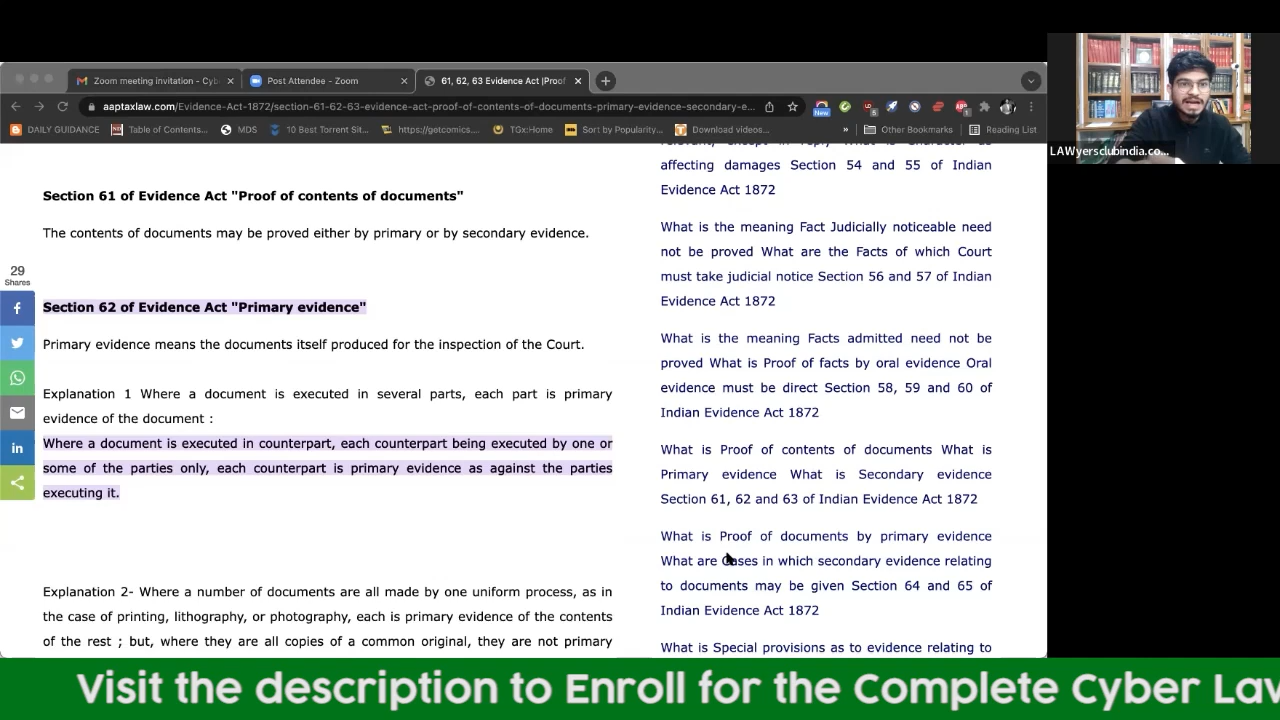 Zoom meeting invitation - Cyb
Post Attendee - Zoom
61, 62, 63 Evidence Act |Proof
aaptaxlaw.com/Evidence-Act-1872/section-61-62-63-evidence-act-proof-of-contents-of-documents-primary-evidence-secondary-e...
New
DAILY GUIDANCE
Table of Contents...
MDS
10 Best Torrent Sit...
https://getcomics....
TGx:Home
Sort by Popularity...
Download videos...
»
Other Bookmarks
Reading List
LAWyersclubindia.co...
Section 61 of Evidence Act "Proof of contents of documents"
The contents of documents may be proved either by primary or by secondary evidence.
29
Shares
Section 62 of Evidence Act "Primary evidence"
Primary evidence means the documents itself produced for the inspection of the Court.
Explanation 1 Where a document is executed in several parts, each part is primary
evidence of the document :
Where a document is executed in counterpart, each counterpart being executed by one or
some of the parties only, each counterpart is primary evidence as against the parties
executing it.
Explanation 2- Where a number of documents are all made by one uniform process, as in
the case of printing, lithography, or photography, each is primary evidence of the contents
of the rest ; but, where they are all copies of a common original, they are not primary
relevant, except in reply What is Character as
affecting damages Section 54 and 55 of Indian
Evidence Act 1872
What is the meaning Fact Judicially noticeable need
not be proved What are the Facts of which Court
must take judicial notice Section 56 and 57 of Indian
Evidence Act 1872
What is the meaning Facts admitted need not be
proved What is Proof of facts by oral evidence Oral
evidence must be direct Section 58, 59 and 60 of
Indian Evidence Act 1872
What is Proof of contents of documents What is
Primary evidence What is Secondary evidence
Section 61, 62 and 63 of Indian Evidence Act 1872
What is Proof of documents by primary evidence
What are Cases in which secondary evidence relating
to documents may be given Section 64 and 65 of
Indian Evidence Act 1872
What is Special provisions as to evidence relating to
Visit the description to Enroll for the Complete Cyber Law